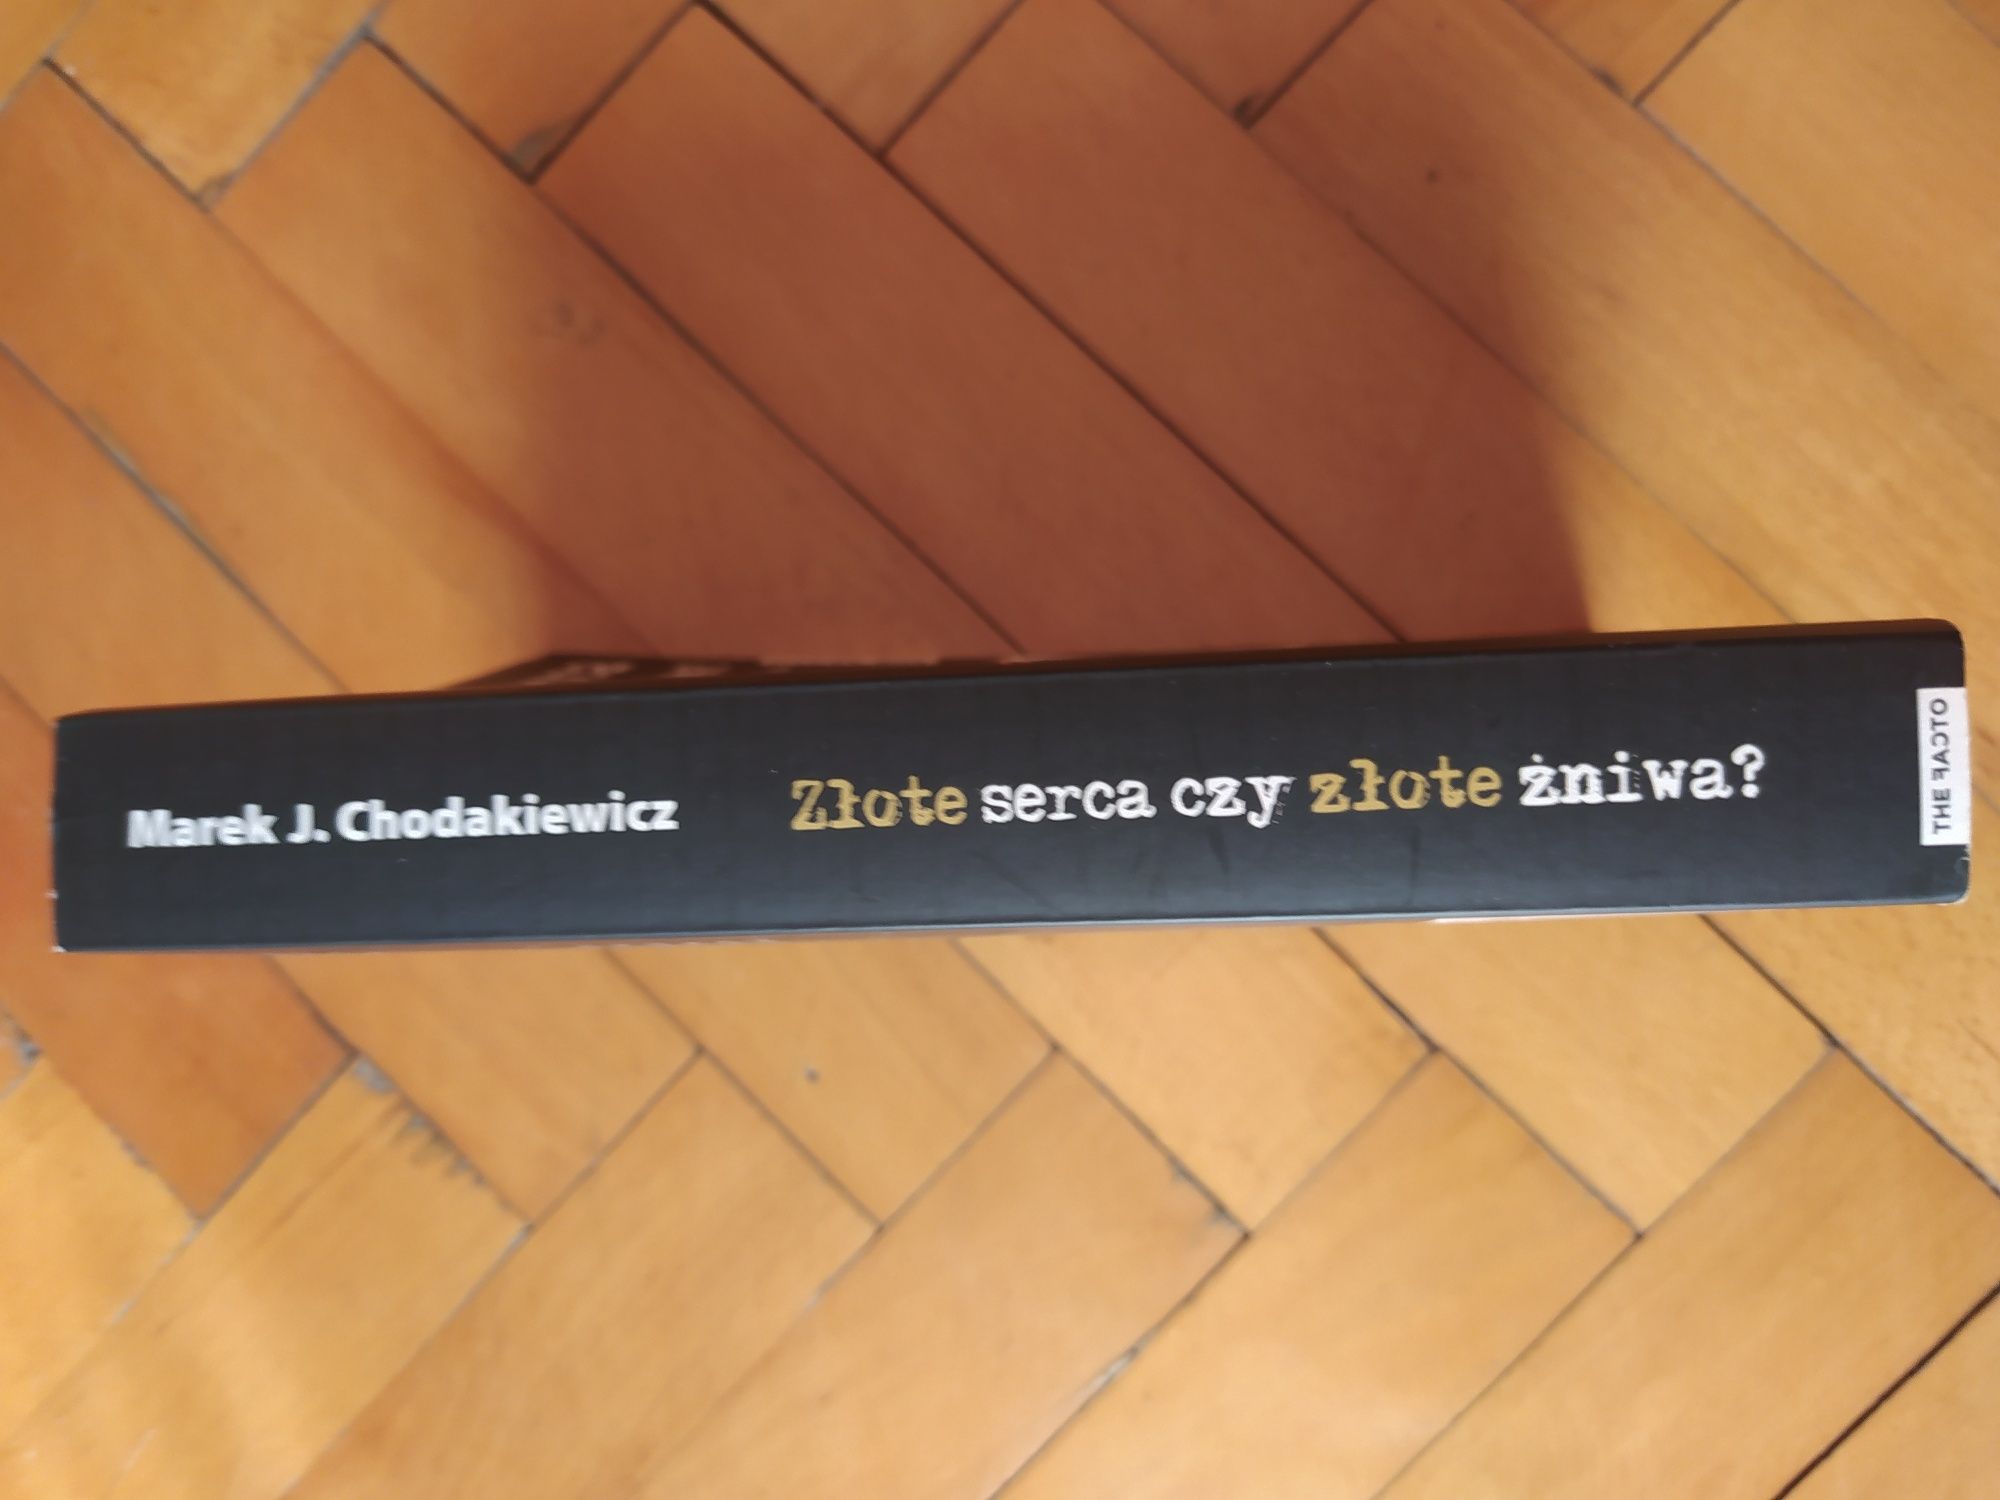 Marek J. Chodakiewicz
Złote serca czy złote żniwa?
THE FACTO